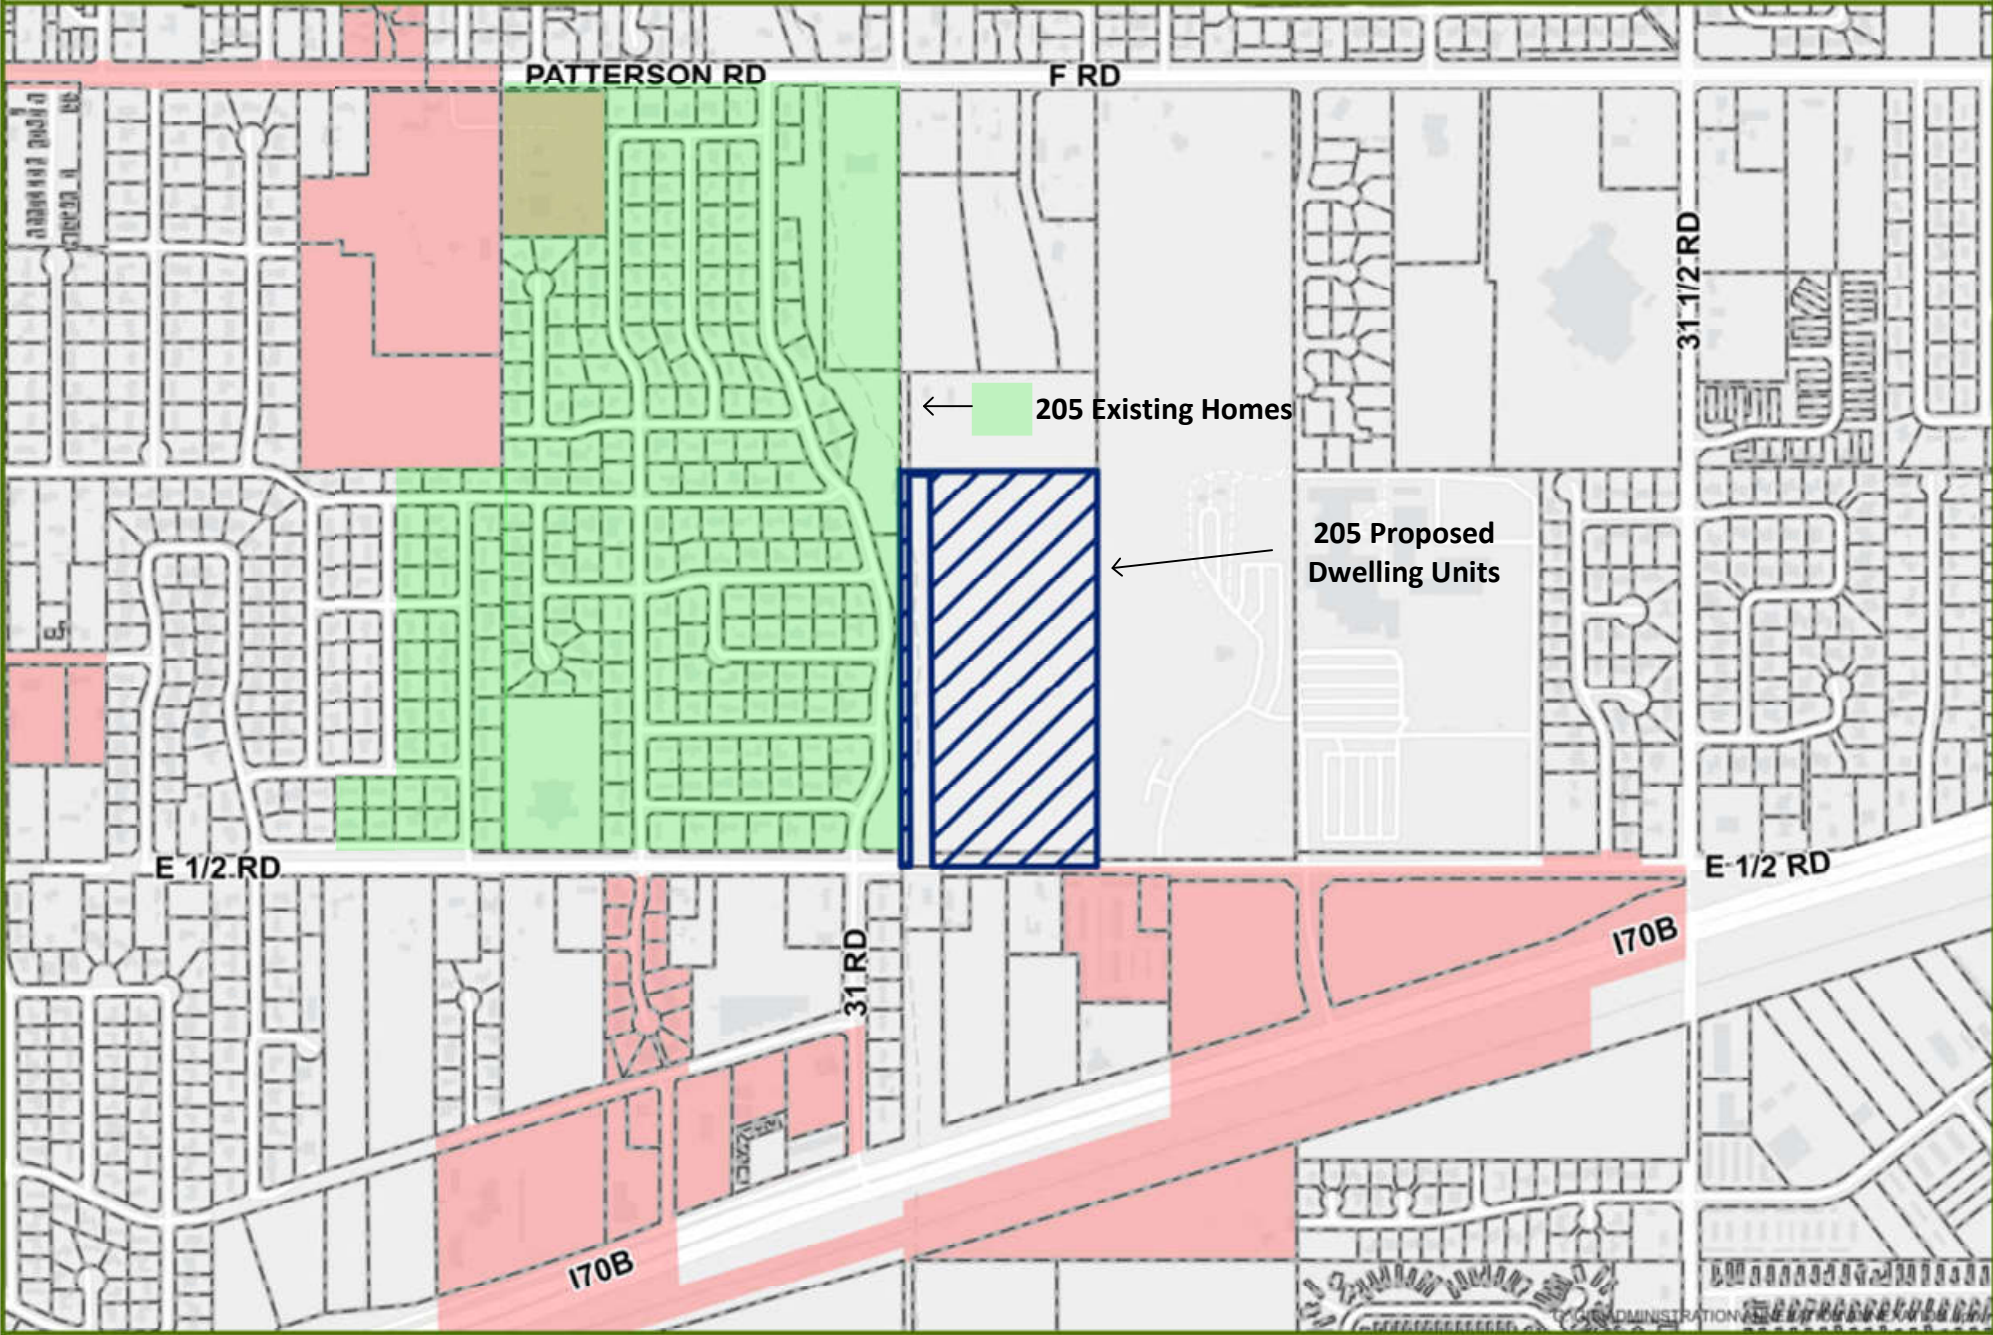 PATTERSON RD
F RD
31 1/2 RD
205 Existing Homes
205 Proposed
Dwelling Units
E 1/2 RD
E 1/2 RD
I70B
31 RD
I70B